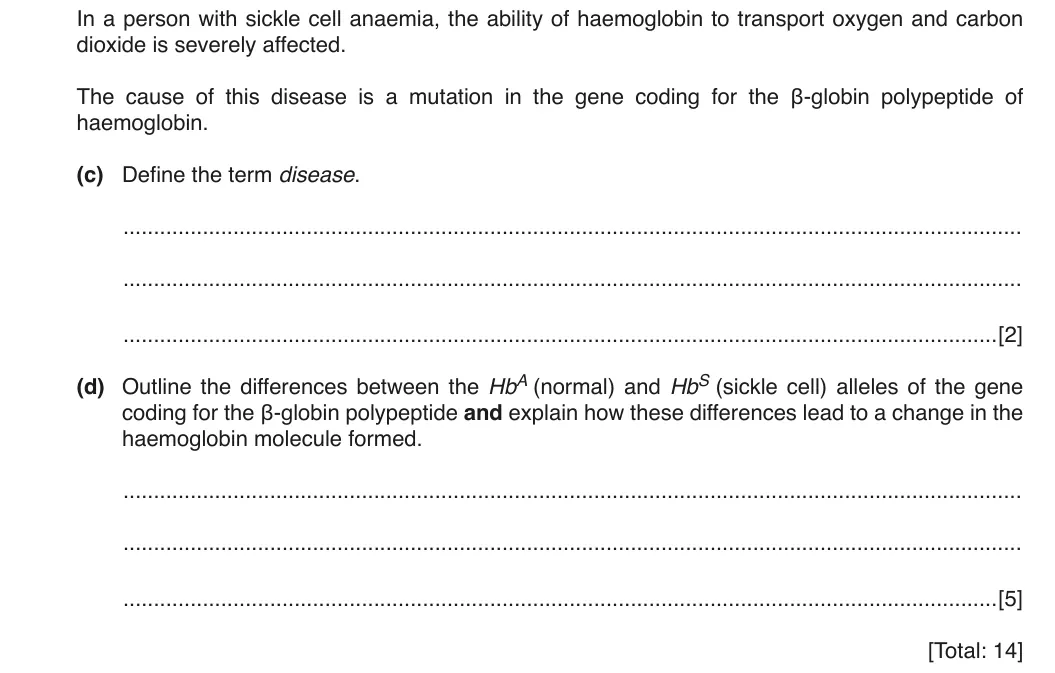 In a person with sickle cell anaemia, the ability of haemoglobin to transport oxygen and carbon
dioxide is severely affected.
The cause of this disease is a mutation in the gene coding for the β-globin polypeptide of
haemoglobin.
(c) Define the term disease.
..........................................................................................................................................................
..........................................................................................................................................................
.....................................................................................................................................................[2]
(d) Outline the differences between the Hbᴬ (normal) and Hbˢ (sickle cell) alleles of the gene
coding for the β-globin polypeptide and explain how these differences lead to a change in the
haemoglobin molecule formed.
..........................................................................................................................................................
..........................................................................................................................................................
.....................................................................................................................................................[5]
[Total: 14]